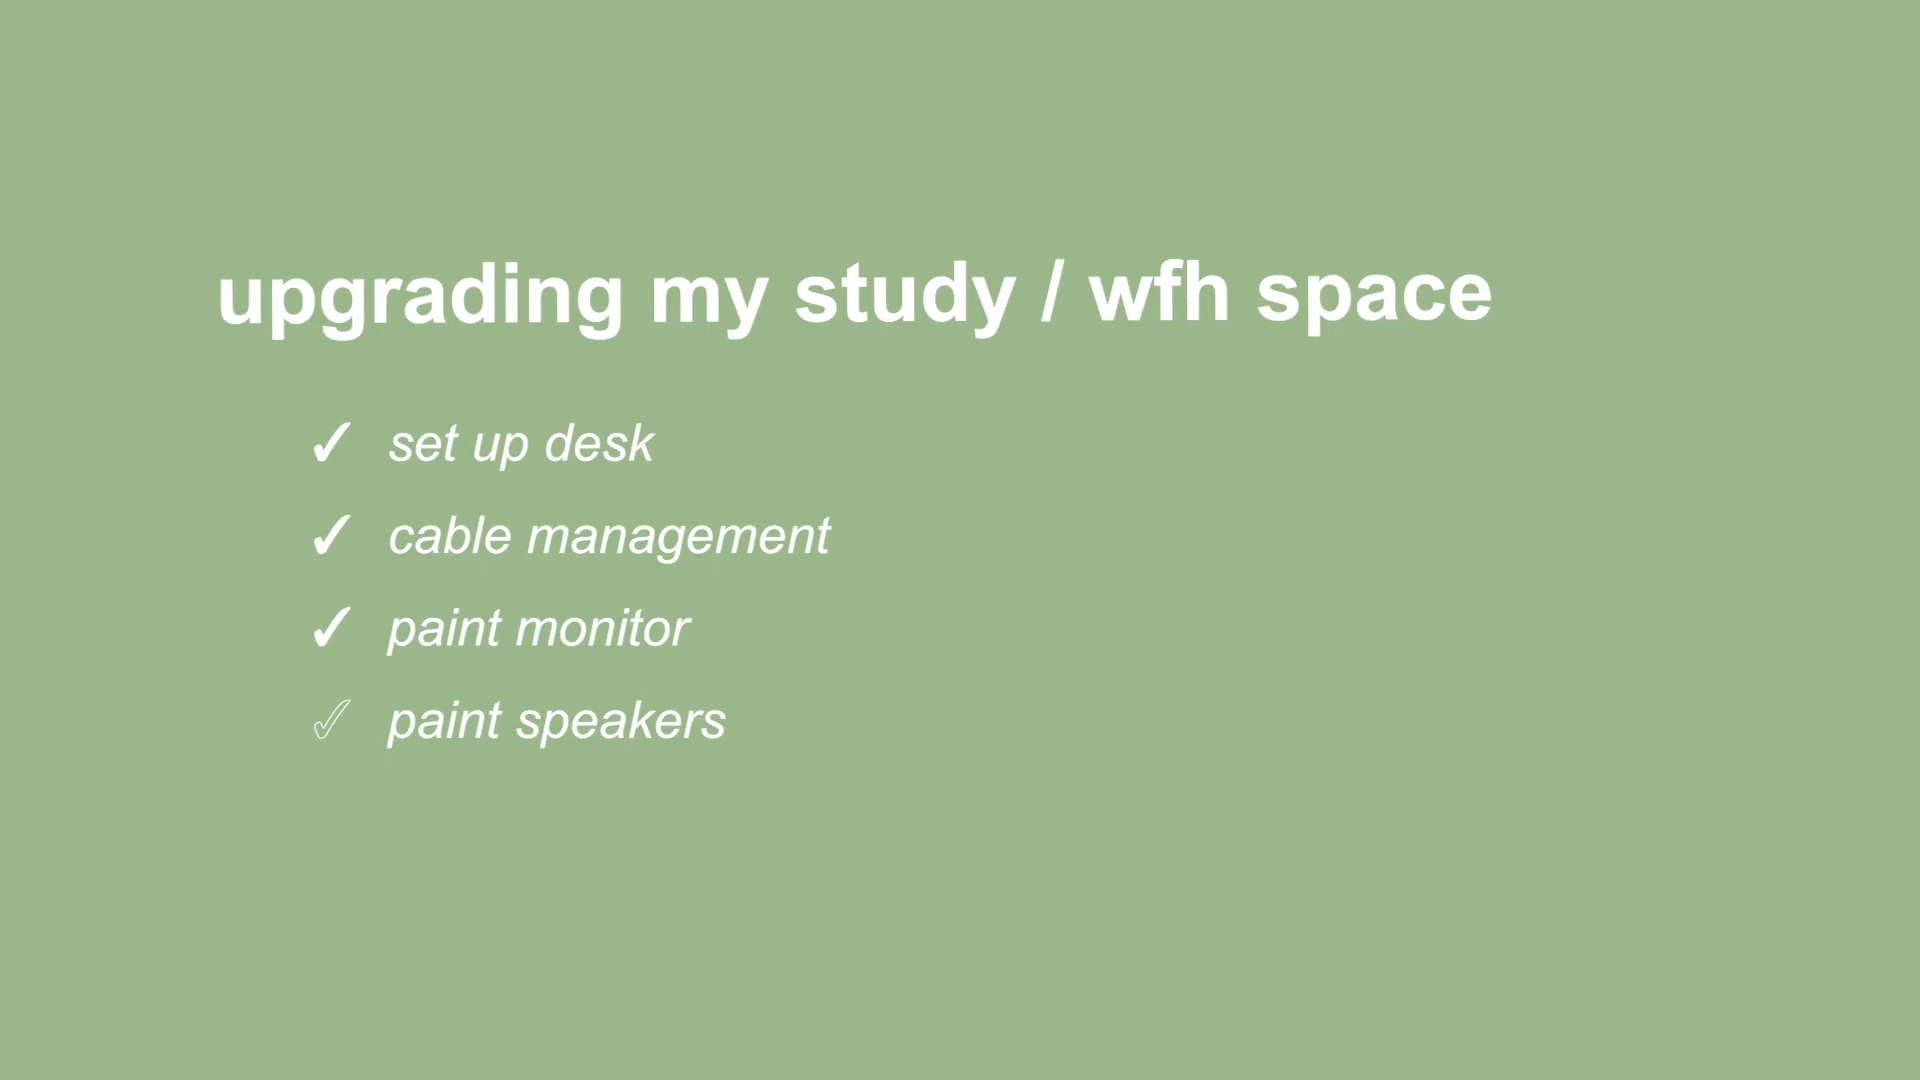 upgrading my study / wfh space
✓ set up desk
✓ cable management
✓ paint monitor
✓ paint speakers